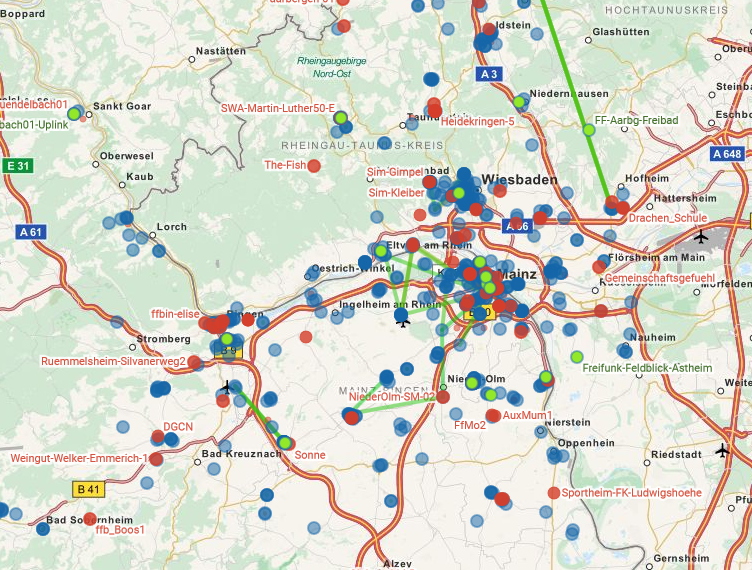 Boppard
HOCHTAUNUSKREIS
Idstein
Glashütten
Nastätten
Rheingaugebirge
Nord-Ost
A 3
Niedernhausen
uendelbach01
Sankt Goar
bach01-Uplink
SWA-Martin-Luther50-E
Heidekringen-5
FF-Aarbg-Freibad
RHEINGAU-TAUNUS-KREIS
A 648
Oberwesel
E 31
The-Fish
Sim-Gimpel
Wiesbaden
Hofheim
Kaub
Sim-Kleiber
Hattersheim
Drachen_Schule
A 61
Lorch
A 66
Eltville am Rhein
Flörsheim am Main
Oestrich-Winkel
Mainz
Gemeinschaftsgefuehl
Ingelheim am Rhein
ffbin-elise
Bingen
Stromberg
Nauheim
Ruemmelsheim-Silvanerweg2
Freifunk-Feldblick-Astheim
MAINZ-BINGEN
NiederOlm-SM-02
AuxMum1
FfMo2
Nierstein
DGCN
Oppenheim
Weingut-Welker-Emmerich-1
Bad Kreuznach
Sonne
Riedstadt
B 41
Sportheim-FK-Ludwigshoehe
Bad Sobernheim
ffb_Boos1
Alzey
Gernsheim